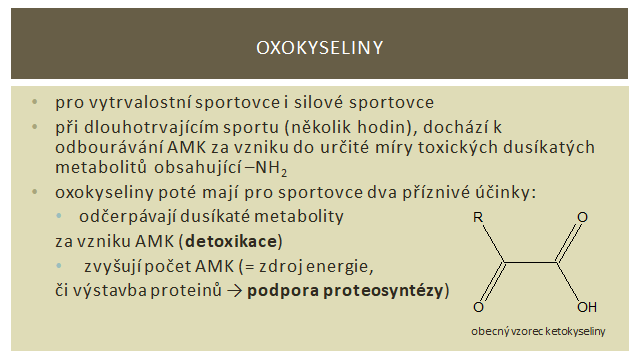 OXOKYSELINY
• pro vytrvalostní sportovce i silové sportovce
• při dlouhotrvajícím sportu (několik hodin), dochází k
odbourávání AMK za vzniku do určité míry toxických dusíkatých
metabolitů obsahující –NH₂
• oxokyseliny poté mají pro sportovce dva příznivé účinky:
• odčerpávají dusíkaté metabolity
za vzniku AMK (detoxikace)
• zvyšují počet AMK (= zdroj energie,
či výstavba proteinů → podpora proteosyntézy)
R O
O OH
obecný vzorec ketokyseliny